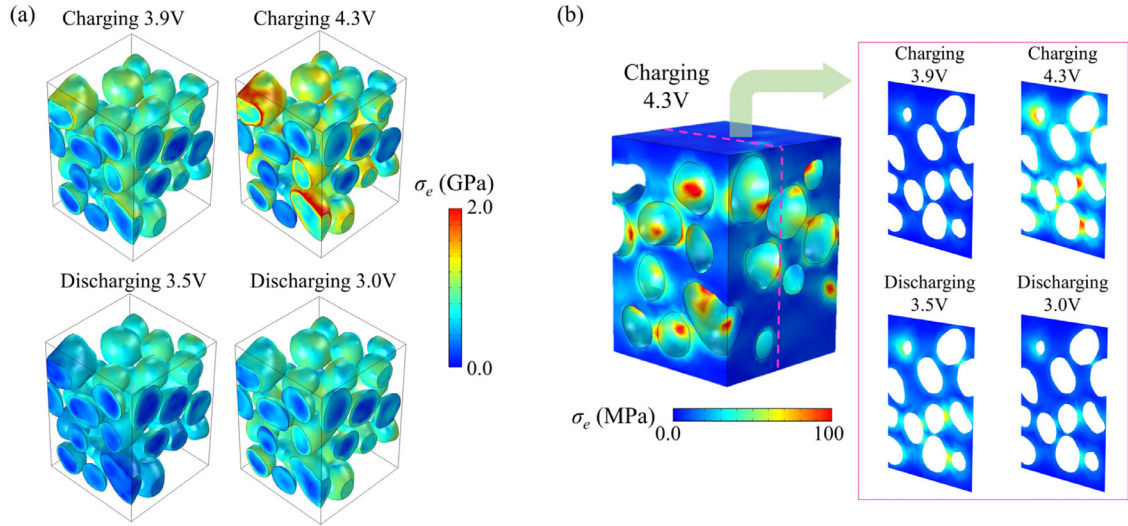 (a)
Charging 3.9V
Charging 4.3V
σe (GPa)
2.0
0.0
Discharging 3.5V
Discharging 3.0V
(b)
Charging
4.3V
σe (MPa)
0.0
100
Charging
3.9V
Charging
4.3V
Discharging
3.5V
Discharging
3.0V